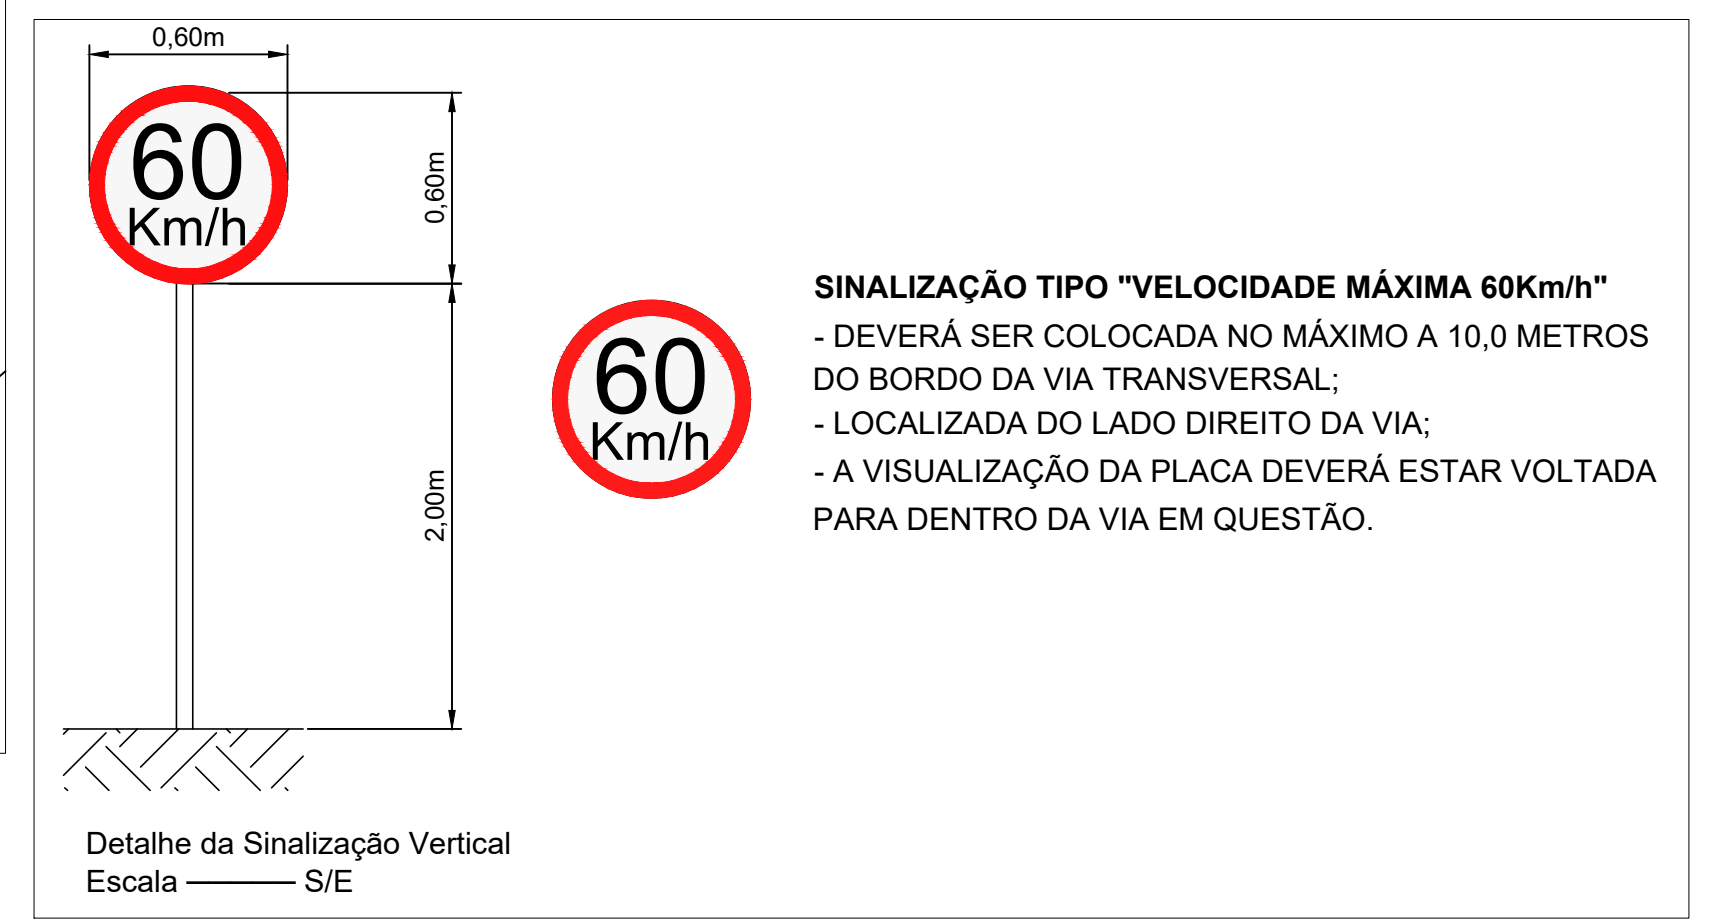 0,60m
60
Km/h
0,60m
2,00m
60
Km/h
SINALIZAÇÃO TIPO "VELOCIDADE MÁXIMA 60Km/h"
- DEVERÁ SER COLOCADA NO MÁXIMO A 10,0 METROS
DO BORDO DA VIA TRANSVERSAL;
- LOCALIZADA DO LADO DIREITO DA VIA;
- A VISUALIZAÇÃO DA PLACA DEVERÁ ESTAR VOLTADA
PARA DENTRO DA VIA EM QUESTÃO.
Detalhe da Sinalização Vertical
Escala ——— S/E